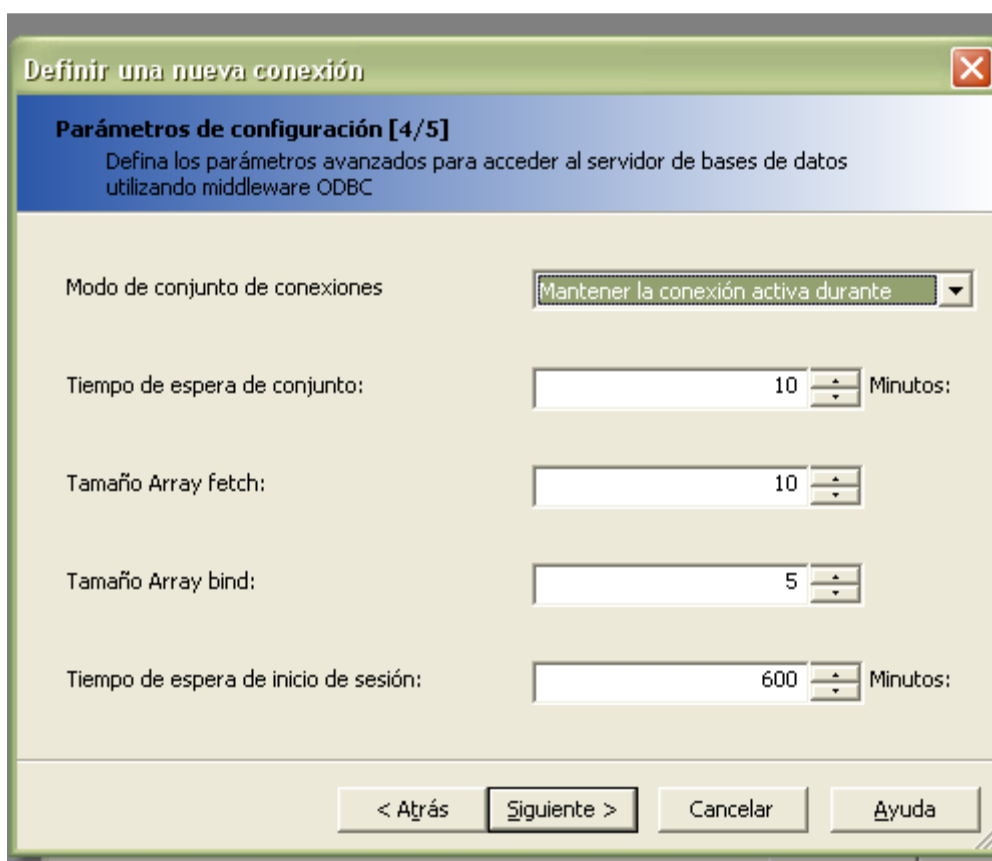 Definir una nueva conexión
Parámetros de configuración [4/5]
Defina los parámetros avanzados para acceder al servidor de bases de datos
utilizando middleware ODBC
Modo de conjunto de conexiones Mantener la conexión activa durante
Tiempo de espera de conjunto: 10 Minutos:
Tamaño Array fetch: 10
Tamaño Array bind: 5
Tiempo de espera de inicio de sesión: 600 Minutos:
< Atrás Siguiente > Cancelar Ayuda